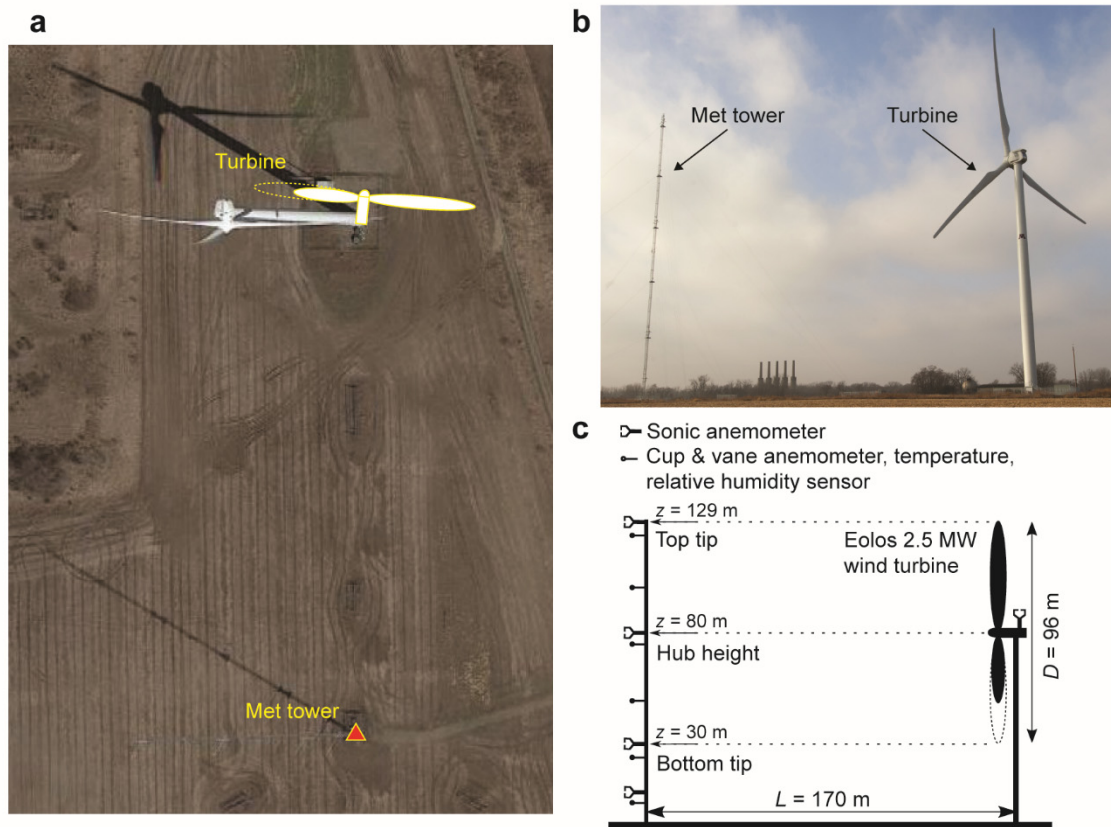 a
Turbine
Met tower
b
Met tower
Turbine
c
Sonic anemometer
Cup & vane anemometer, temperature,
relative humidity sensor
z = 129 m
Top tip
Eolos 2.5 MW
wind turbine
z = 80 m
Hub height
D = 96 m
z = 30 m
Bottom tip
L = 170 m